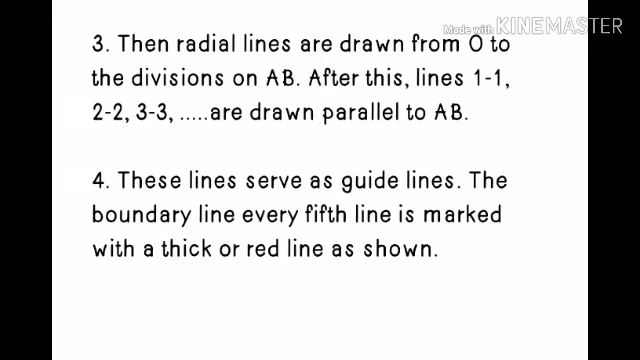 Made with KINEMASTER
3. Then radial lines are drawn from O to
the divisions on AB. After this, lines 1-1,
2-2, 3-3, .....are drawn parallel to AB.
4. These lines serve as guide lines. The
boundary line every fifth line is marked
with a thick or red line as shown.